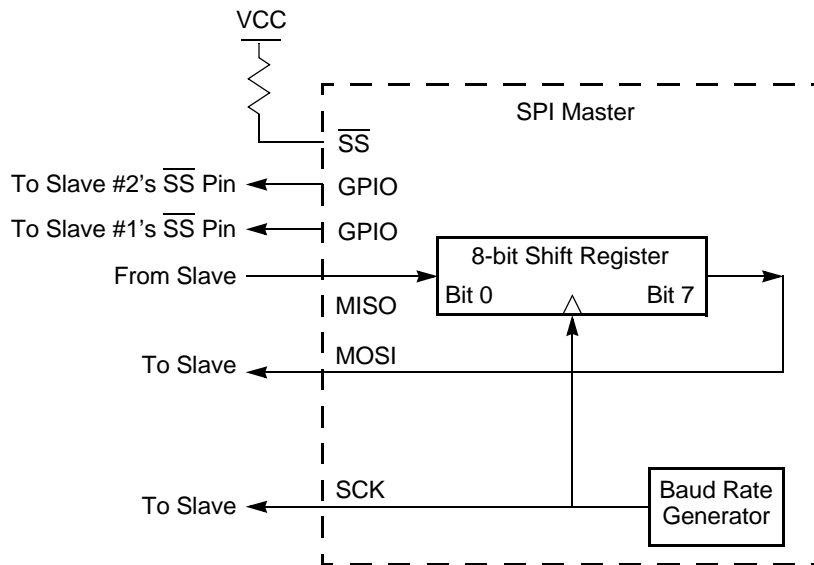 VCC
SPI Master
SS
To Slave #2's SS Pin
GPIO
To Slave #1's SS Pin
GPIO
8-bit Shift Register
From Slave
Bit 0
Bit 7
MISO
MOSI
To Slave
SCK
To Slave
Baud Rate
Generator